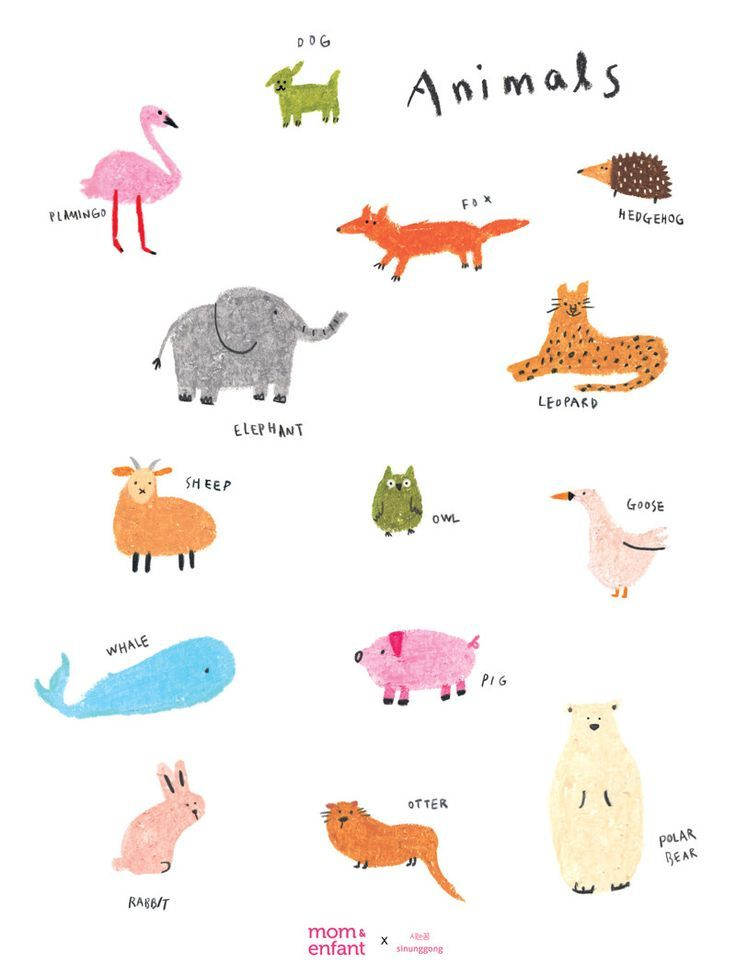 DOG
Animals
PLAMINGO
FOX
HEDGEHOG
LEOPARD
ELEPHANT
SHEEP
OWL
GOOSE
WHALE
PIG
OTTER
POLAR
BEAR
RABBIT
mom &
enfant
x
sinunggong